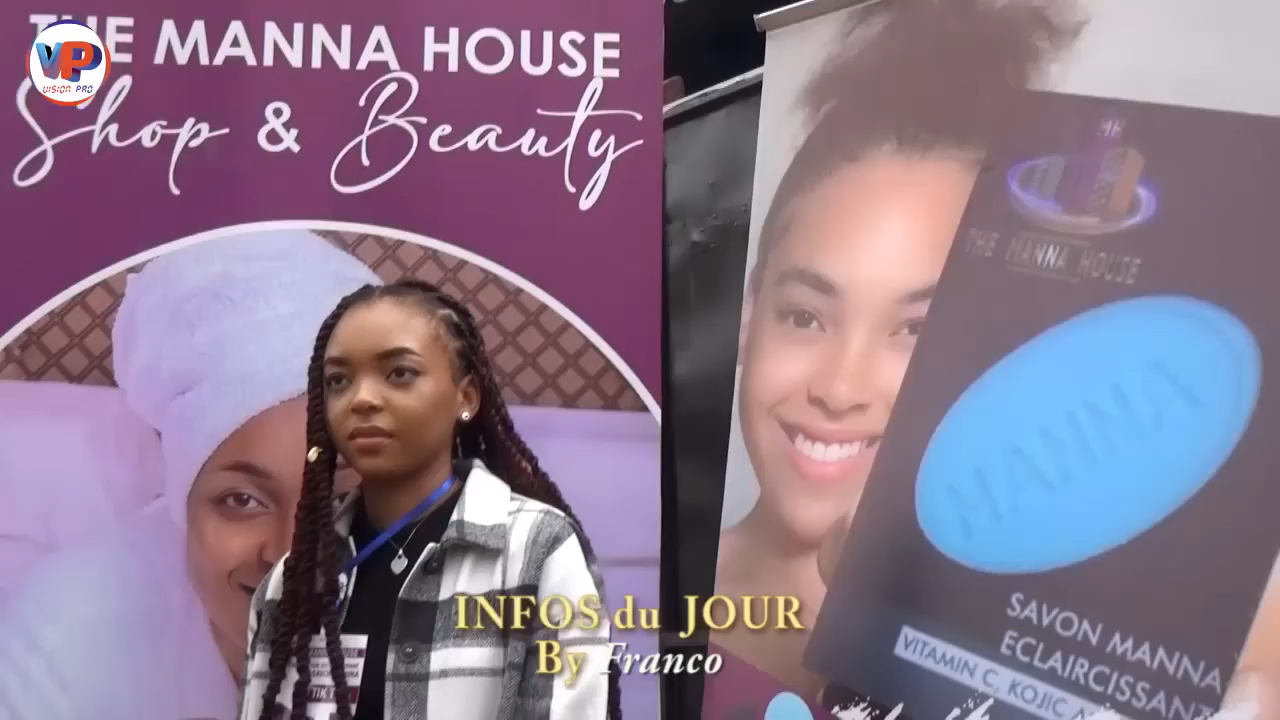 THE MANNA HOUSE
Shop & Beauty
VP
VISION PRO
MH
THE MANNA HOUSE
MANNA
SAVON MANNA
ECLAIRCISSANT
VITAMIN C, KOJIC
INFOS du JOUR
By Franco